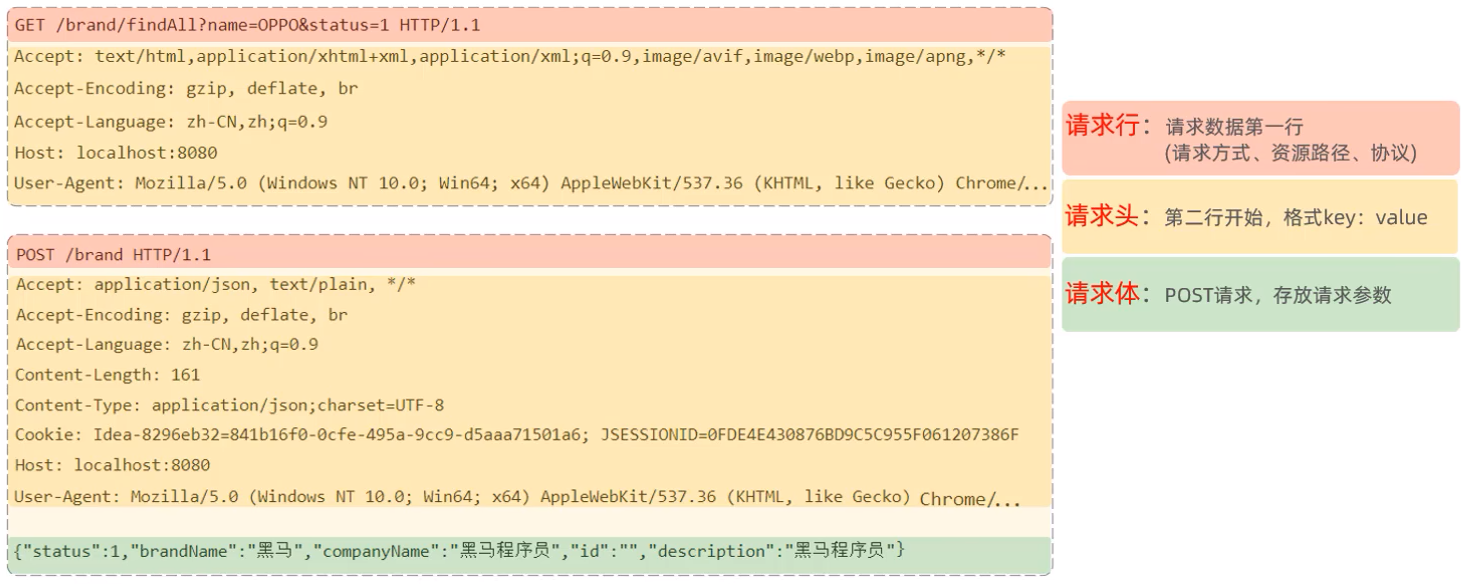 GET /brand/findAll?name=OPPO&status=1 HTTP/1.1
Accept: text/html,application/xhtml+xml,application/xml;q=0.9,image/avif,image/webp,image/apng,*/*
Accept-Encoding: gzip, deflate, br
Accept-Language: zh-CN,zh;q=0.9
Host: localhost:8080
User-Agent: Mozilla/5.0 (Windows NT 10.0; Win64; x64) AppleWebKit/537.36 (KHTML, like Gecko) Chrome/...
POST /brand HTTP/1.1
Accept: application/json, text/plain, */*
Accept-Encoding: gzip, deflate, br
Accept-Language: zh-CN,zh;q=0.9
Content-Length: 161
Content-Type: application/json;charset=UTF-8
Cookie: Idea-8296eb32=841b16f0-0cfe-495a-9cc9-d5aaa71501a6; JSESSIONID=0FDE4E430876BD9C5C955F061207386F
Host: localhost:8080
User-Agent: Mozilla/5.0 (Windows NT 10.0; Win64; x64) AppleWebKit/537.36 (KHTML, like Gecko) Chrome/...
{"status":1,"brandName":"黑马","companyName":"黑马程序员","id":"","description":"黑马程序员"}
请求行：请求数据第一行
(请求方式、资源路径、协议)
请求头：第二行开始，格式key：value
请求体：POST请求，存放请求参数